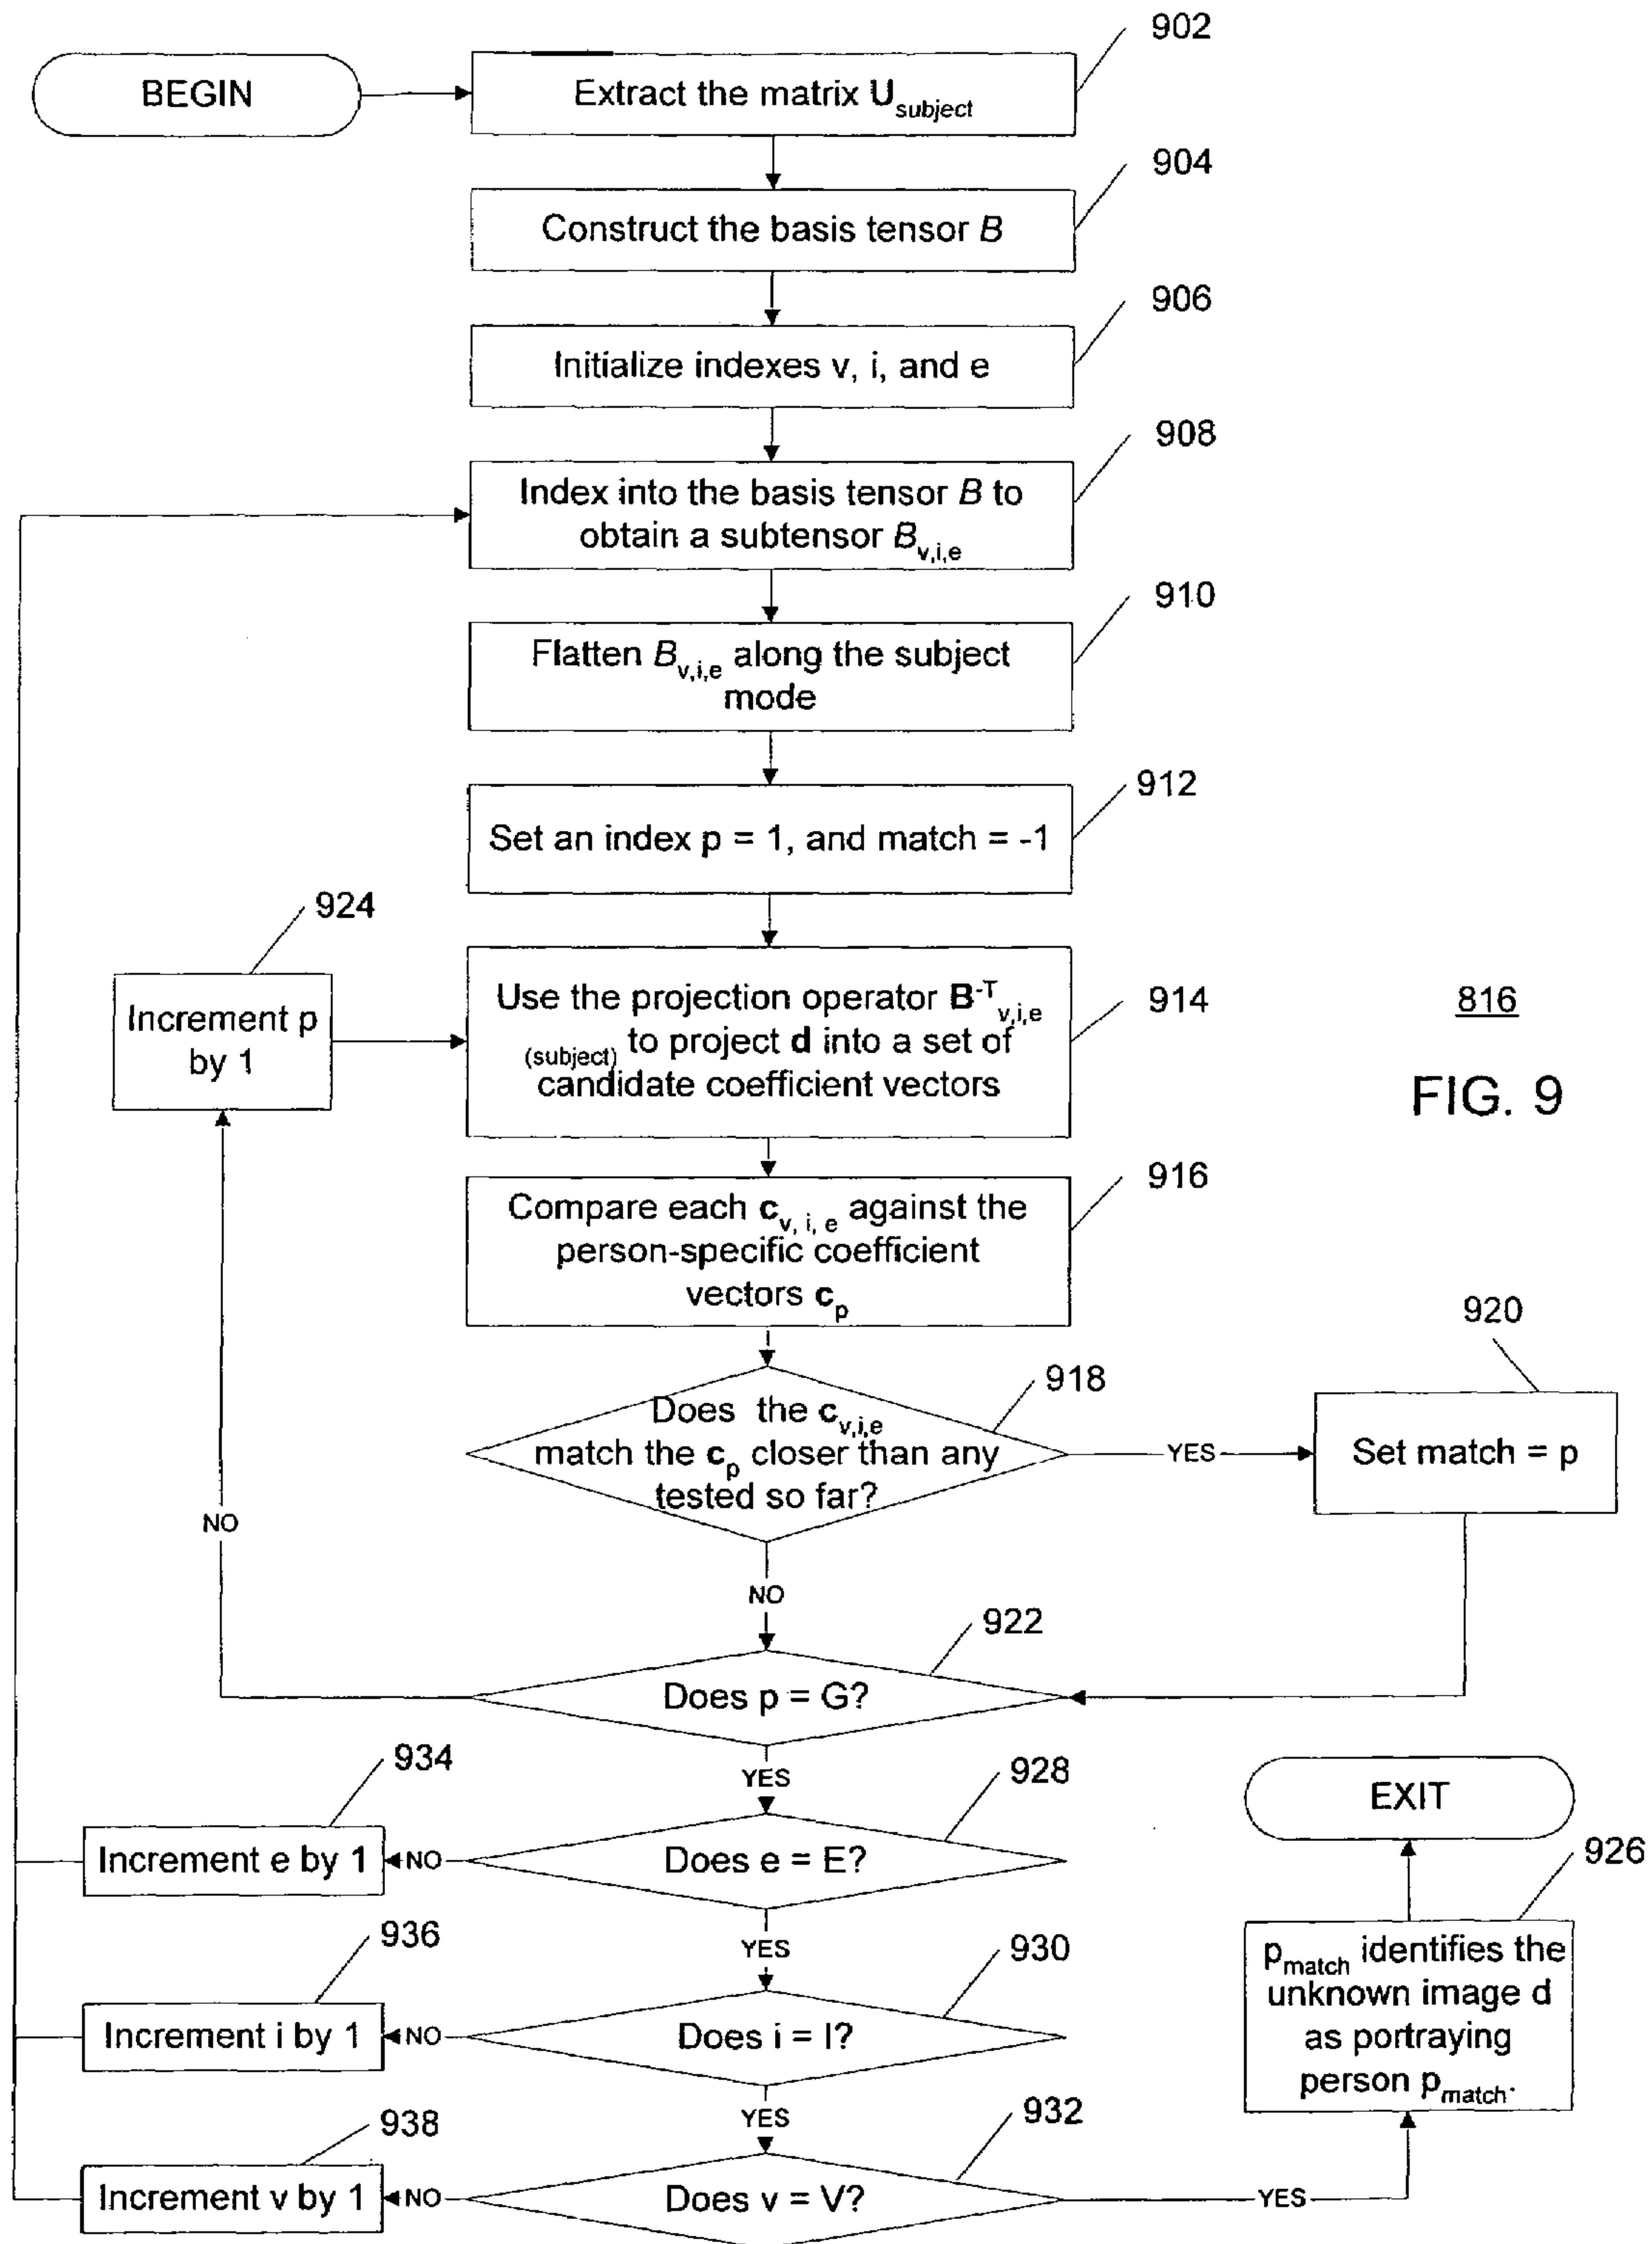 902
BEGIN
Extract the matrix U_subject
904
Construct the basis tensor B
906
Initialize indexes v, i, and e
908
Index into the basis tensor B to
obtain a subtensor B_v,i,e
910
Flatten B_v,i,e along the subject
mode
912
Set an index p = 1, and match = -1
924
Increment p
by 1
914
Use the projection operator B^-T_v,i,e
(subject) to project d into a set of
candidate coefficient vectors
816
FIG. 9
916
Compare each c_v, i, e against the
person-specific coefficient
vectors c_p
920
918
Does the c_v,i,e
match the c_p closer than any
tested so far?
YES
Set match = p
NO
NO
922
Does p = G?
YES
934
928
Increment e by 1
NO
Does e = E?
EXIT
926
YES
936
930
Increment i by 1
NO
Does i = I?
p_match identifies the
unknown image d
as portraying
person p_match.
YES
938
932
Increment v by 1
NO
Does v = V?
YES